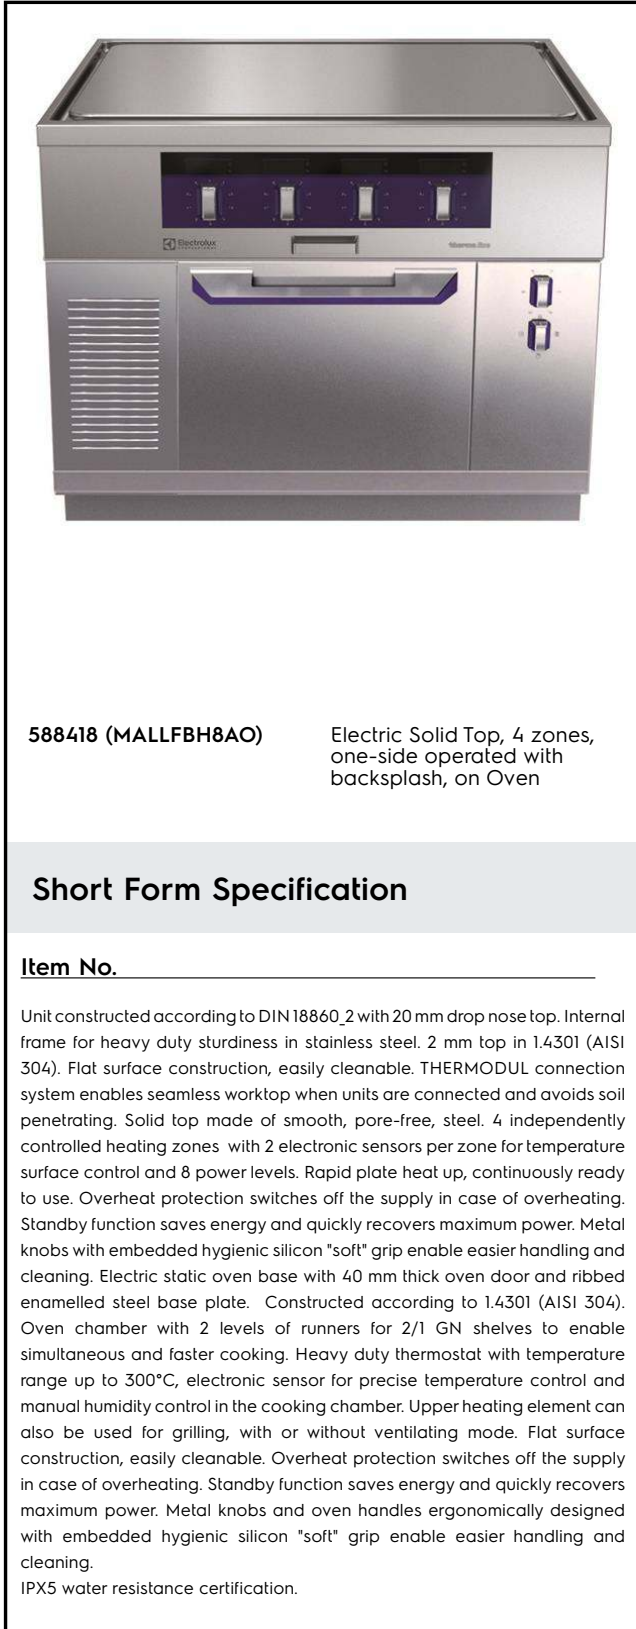 Electrolux
PROFESSIONAL
thermaline
588418 (MALLFBH8AO)
Electric Solid Top, 4 zones,
one-side operated with
backsplash, on Oven
Short Form Specification
Item No.
Unit constructed according to DIN 18860_2 with 20 mm drop nose top. Internal
frame for heavy duty sturdiness in stainless steel. 2 mm top in 1.4301 (AISI
304). Flat surface construction, easily cleanable. THERMODUL connection
system enables seamless worktop when units are connected and avoids soil
penetrating. Solid top made of smooth, pore-free, steel. 4 independently
controlled heating zones with 2 electronic sensors per zone for temperature
surface control and 8 power levels. Rapid plate heat up, continuously ready
to use. Overheat protection switches off the supply in case of overheating.
Standby function saves energy and quickly recovers maximum power. Metal
knobs with embedded hygienic silicon "soft" grip enable easier handling and
cleaning. Electric static oven base with 40 mm thick oven door and ribbed
enamelled steel base plate. Constructed according to 1.4301 (AISI 304).
Oven chamber with 2 levels of runners for 2/1 GN shelves to enable
simultaneous and faster cooking. Heavy duty thermostat with temperature
range up to 300°C, electronic sensor for precise temperature control and
manual humidity control in the cooking chamber. Upper heating element can
also be used for grilling, with or without ventilating mode. Flat surface
construction, easily cleanable. Overheat protection switches off the supply
in case of overheating. Standby function saves energy and quickly recovers
maximum power. Metal knobs and oven handles ergonomically designed
with embedded hygienic silicon "soft" grip enable easier handling and
cleaning.
IPX5 water resistance certification.